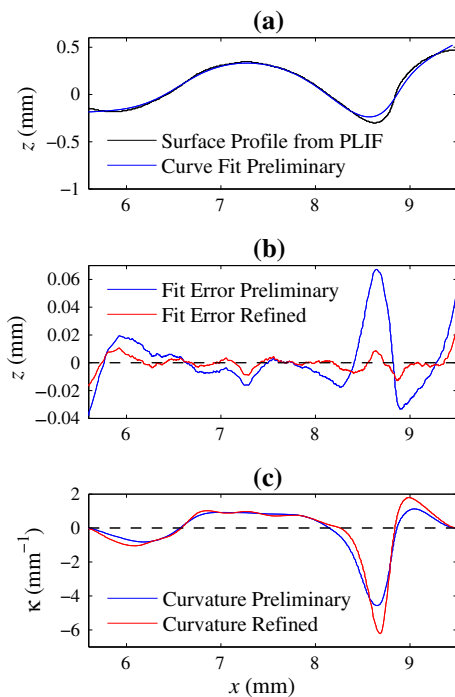 (a)
0.5
0
−0.5
−1
z (mm)
Surface Profile from PLIF
Curve Fit Preliminary
6 7 8 9
(b)
0.06
0.04
0.02
0
−0.02
−0.04
z (mm)
Fit Error Preliminary
Fit Error Refined
6 7 8 9
(c)
2
0
−2
−4
−6
κ (mm⁻¹)
Curvature Preliminary
Curvature Refined
6 7 8 9
x (mm)